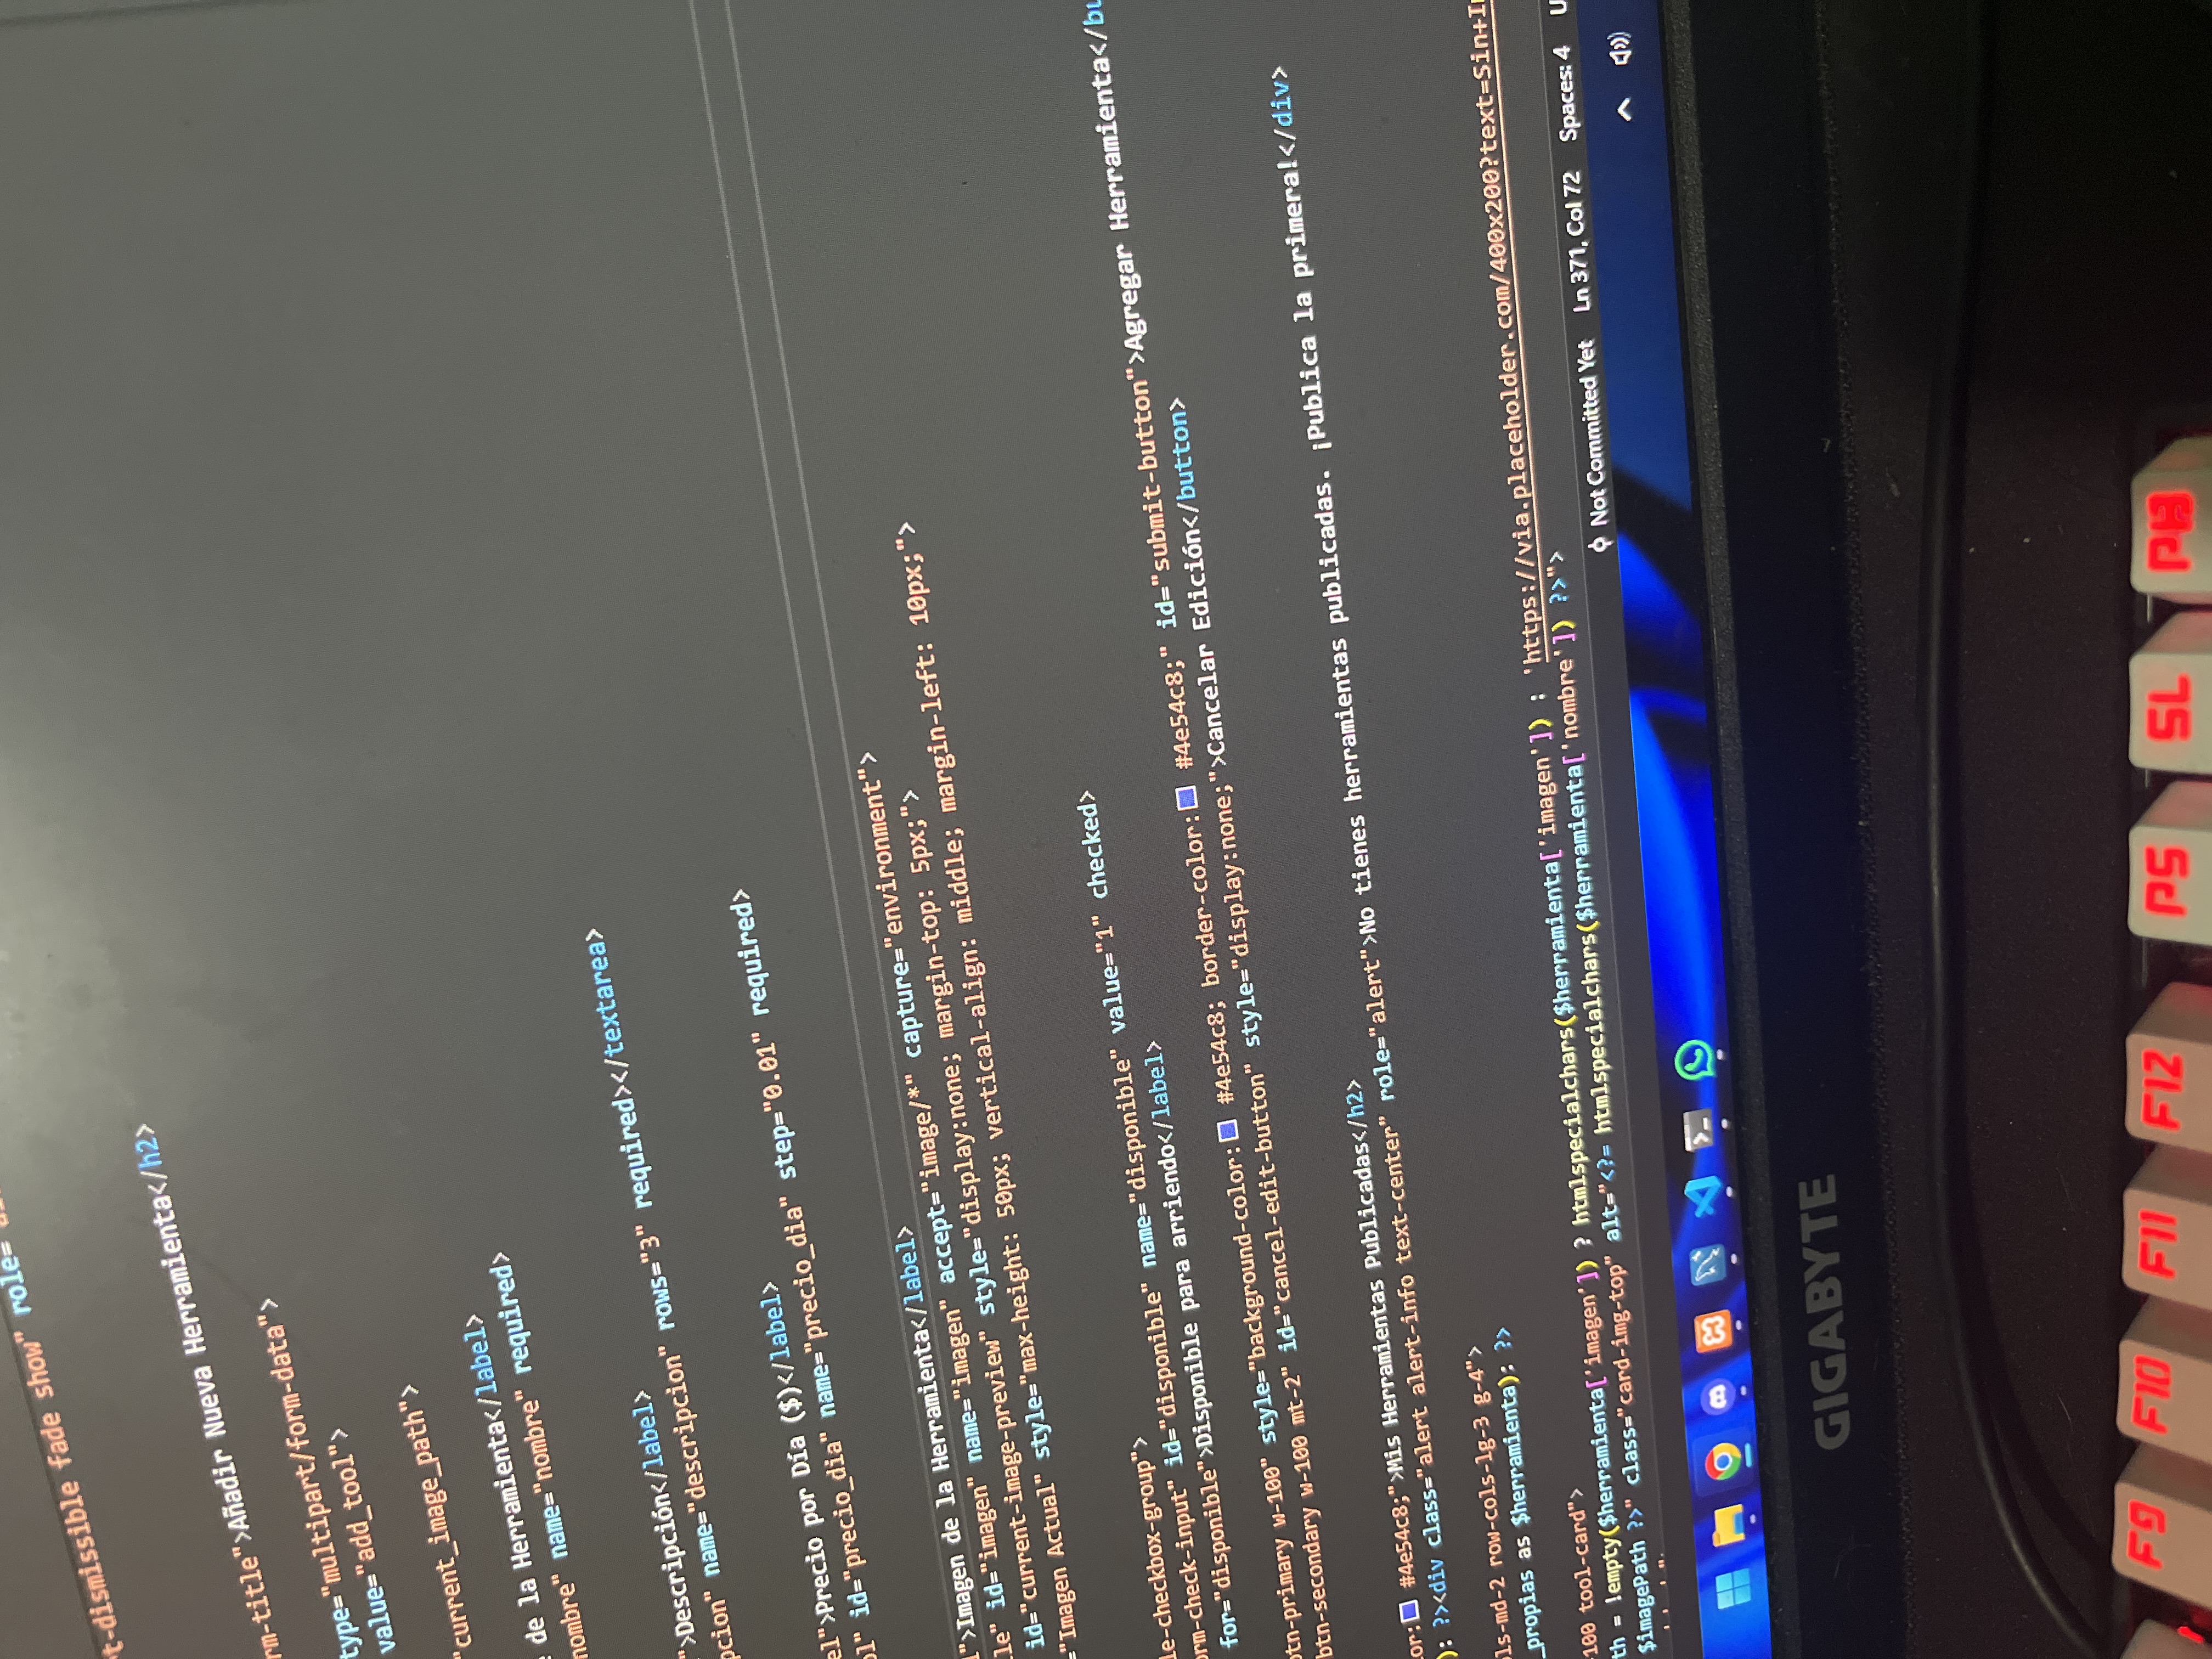 t-dismissible fade show" role=
rm-title">Añadir Nueva Herramienta</h2>
type="multipart/form-data">
value="add_tool">
"current_image_path">
de la Herramienta</label>
nombre" name="nombre" required>
">Descripción</label>
pcion" name="descripcion" rows="3" required></textarea>
el">Precio por Día ($)</label>
ol" id="precio_dia" name="precio_dia" step="0.01" required>
l">Imagen de la Herramienta</label>
le" id="imagen" name="imagen" accept="image/*" capture="environment">
id="current-image-preview" style="display:none; margin-top: 5px;">
="Imagen Actual" style="max-height: 50px; vertical-align: middle; margin-left: 10px;">
le-checkbox-group">
orm-check-input" id="disponible" name="disponible" value="1" checked>
for="disponible">Disponible para arriendo</label>
btn-primary w-100" style="background-color: #4e54c8; border-color: #4e54c8;" id="submit-button">Agregar Herramienta</bu
btn-secondary w-100 mt-2" id="cancel-edit-button" style="display:none;">Cancelar Edición</button>
or: #4e54c8;">Mis Herramientas Publicadas</h2>
): ?><div class="alert alert-info text-center" role="alert">No tienes herramientas publicadas. ¡Publica la primera!</div>
ls-md-2 row-cols-lg-3 g-4">
_propias as $herramienta): ?>
-100 tool-card">
th = !empty($herramienta['imagen']) ? htmlspecialchars($herramienta['imagen']) : 'https://via.placeholder.com/400x200?text=Sin+I
$imagePath ?>" class="card-img-top" alt="<?= htmlspecialchars($herramienta['nombre']) ?>">
Not Committed Yet Ln 371, Col 72 Spaces: 4 U
GIGABYTE
F9 F10 F11 F12 PS SL